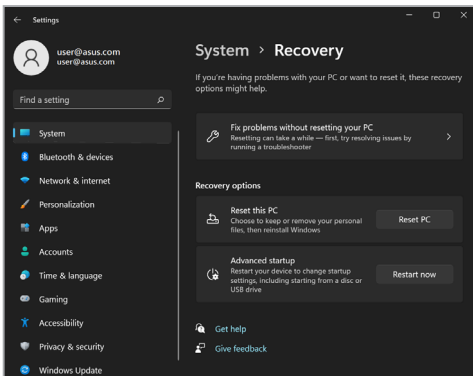 Settings
user@asus.com
user@asus.com
Find a setting
System
Bluetooth & devices
Network & internet
Personalization
Apps
Accounts
Time & language
Gaming
Accessibility
Privacy & security
Windows Update
System > Recovery
If you're having problems with your PC or want to reset it, these recovery
options might help.
Fix problems without resetting your PC
Resetting can take a while — first, try resolving issues by
running a troubleshooter
Recovery options
Reset this PC
Choose to keep or remove your personal
files, then reinstall Windows
Reset PC
Advanced startup
Restart your device to change startup
settings, including starting from a disc or
USB drive
Restart now
Get help
Give feedback